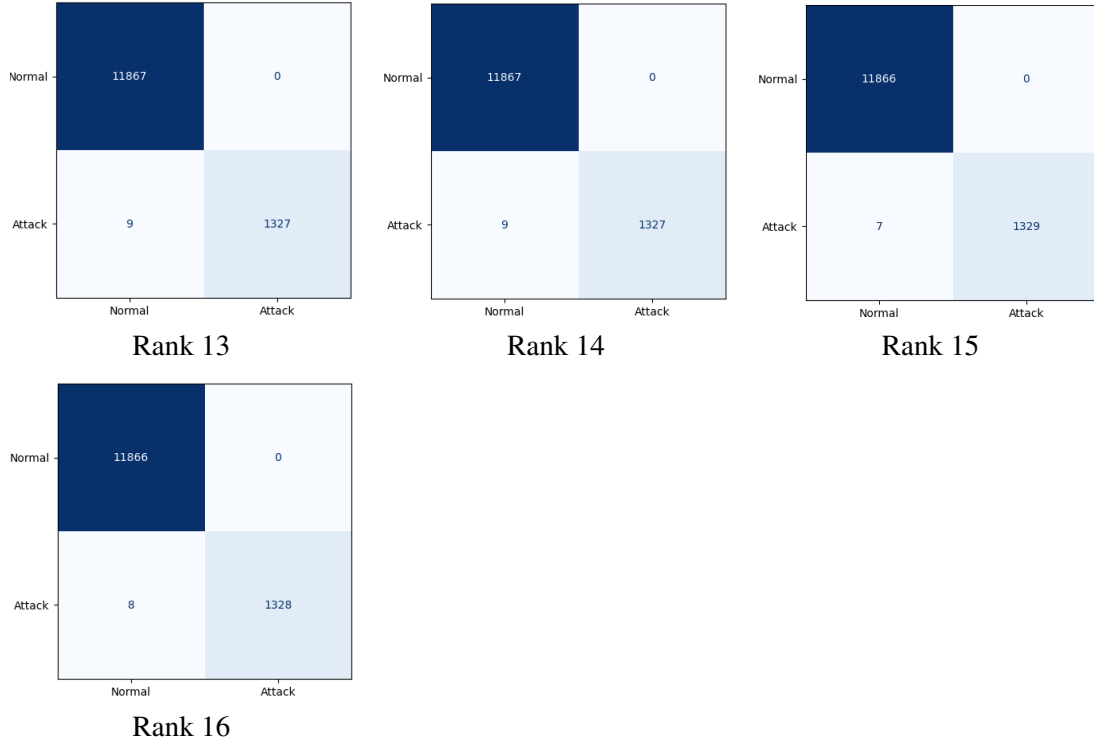 Normal
11867
0
Attack
9
1327
Normal
Attack
Rank 13
Normal
11867
0
Attack
9
1327
Normal
Attack
Rank 14
Normal
11866
0
Attack
7
1329
Normal
Attack
Rank 15
Normal
11866
0
Attack
8
1328
Normal
Attack
Rank 16